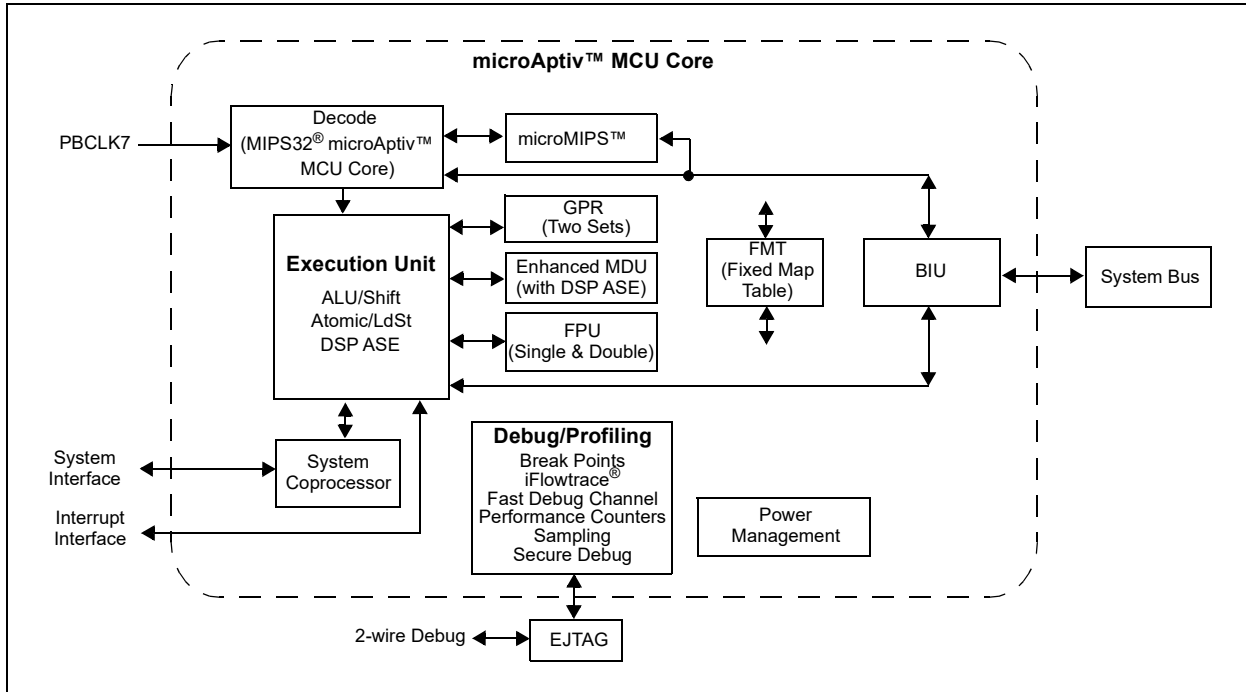 microAptiv™ MCU Core
PBCLK7
Decode
(MIPS32® microAptiv™
MCU Core)
microMIPS™
GPR
(Two Sets)
Execution Unit
ALU/Shift
Atomic/LdSt
DSP ASE
Enhanced MDU
(with DSP ASE)
FPU
(Single & Double)
FMT
(Fixed Map
Table)
BIU
System Bus
System
Interface
System
Coprocessor
Interrupt
Interface
Debug/Profiling
Break Points
iFlowtrace®
Fast Debug Channel
Performance Counters
Sampling
Secure Debug
Power
Management
2-wire Debug
EJTAG